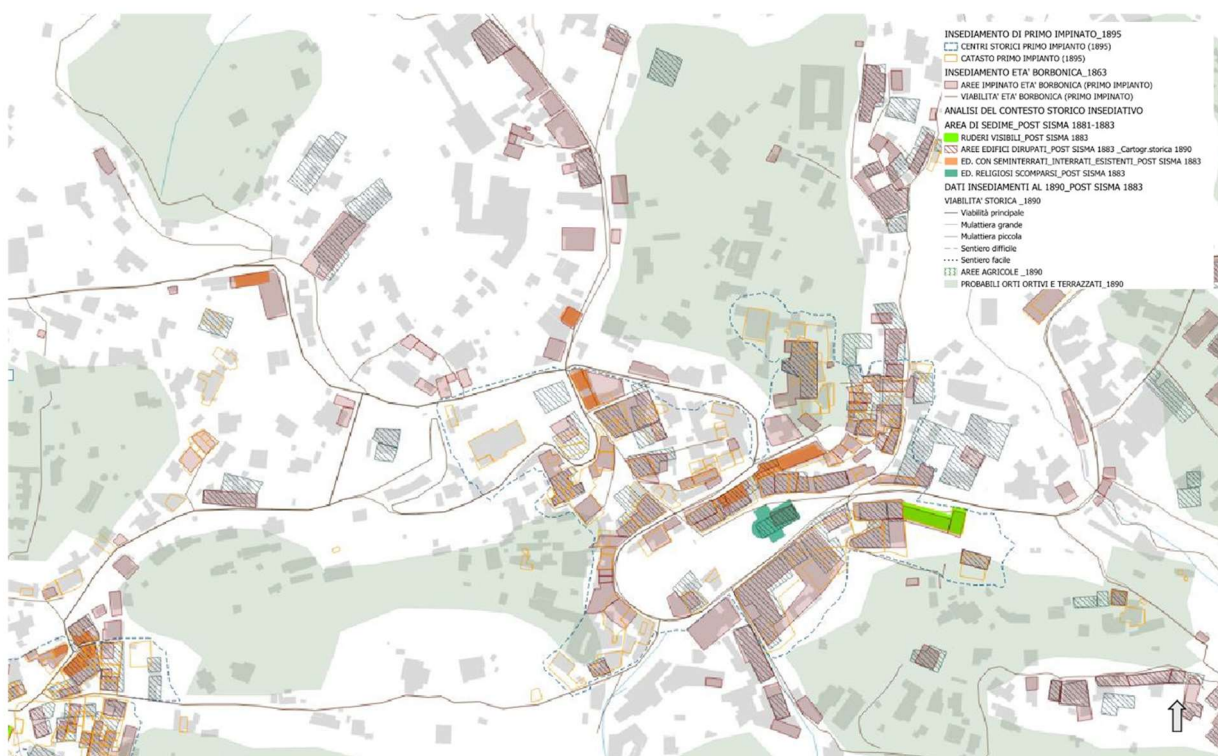 INSEDIAMENTO DI PRIMO IMPINATO_1895
CENTRI STORICI PRIMO IMPIANTO (1895)
CATASTO PRIMO IMPIANTO (1895)
INSEDIAMENTO ETA' BORBONICA_1863
AREE IMPINATO ETA' BORBONICA (PRIMO IMPIANTO)
VIABILITA' ETA' BORBONICA (PRIMO IMPINATO)
ANALISI DEL CONTESTO STORICO INSEDIATIVO
AREA DI SEDIME_POST SISMA 1881-1883
RUDERI VISIBILI_POST SISMA 1883
AREE EDIFICI DIRUPATI_POST SISMA 1883 _Cartogr.storica 1890
ED. CON SEMINTERRATI_INTERRATI_ESISTENTI_POST SISMA 1883
ED. RELIGIOSI SCOMPARSI_POST SISMA 1883
DATI INSEDIAMENTI AL 1890_POST SISMA 1883
VIABILITA' STORICA _1890
Viabilità principale
Mulattiera grande
Mulattiera piccola
Sentiero difficile
Sentiero facile
AREE AGRICOLE _1890
PROBABILI ORTI ORTIVI E TERRAZZATI_1890